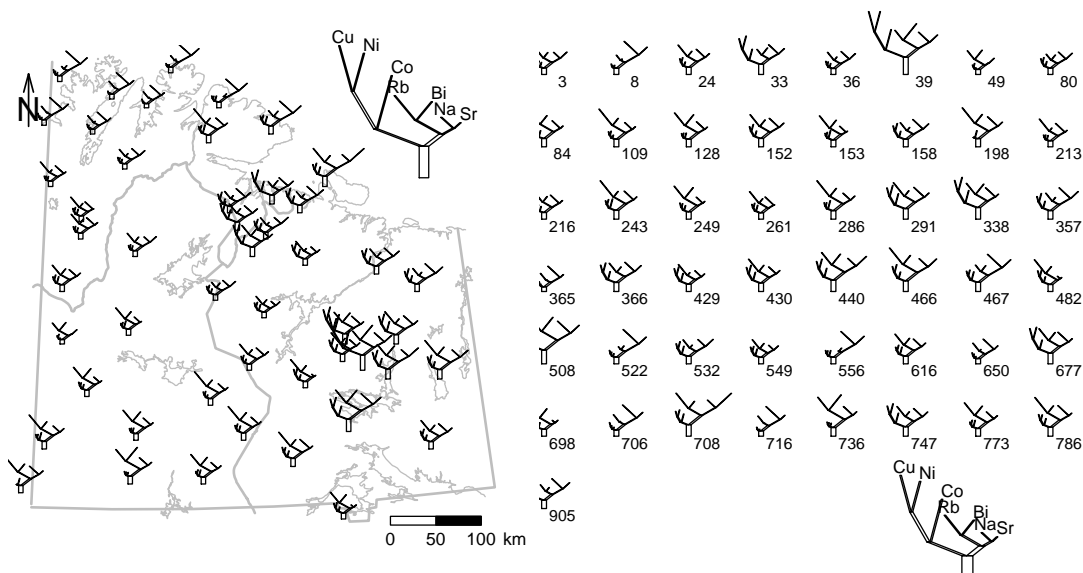 Cu
Ni
Co
Rb
Bi
Na
Sr
N
0 50 100 km
3 8 24 33 36 39 49 80
84 109 128 152 153 158 198 213
216 243 249 261 286 291 338 357
365 366 429 430 440 466 467 482
508 522 532 549 556 616 650 677
698 706 708 716 736 747 773 786
905
Cu
Ni
Co
Rb
Bi
Na
Sr